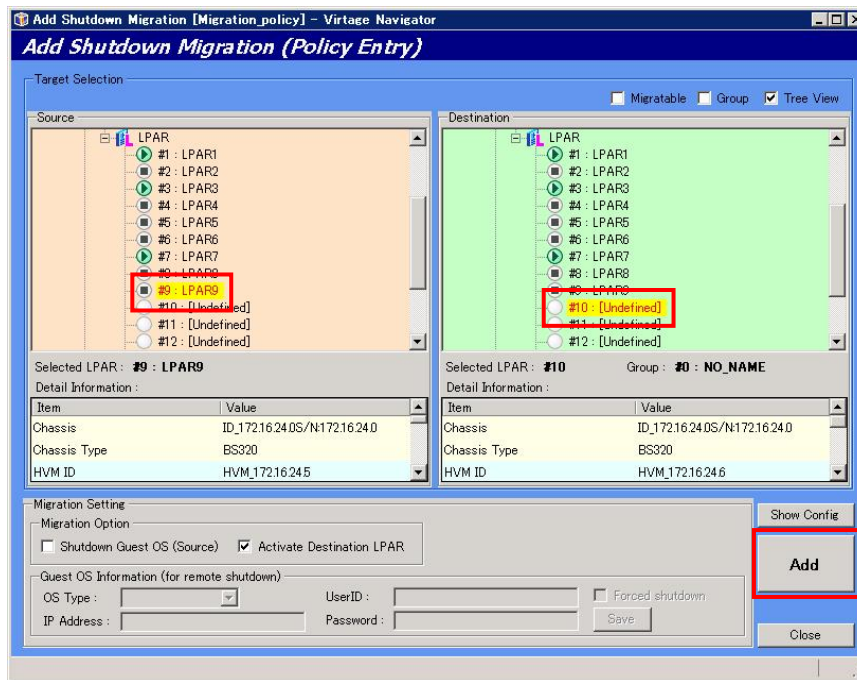 Add Shutdown Migration [Migration_policy] - Virtage Navigator
Add Shutdown Migration (Policy Entry)
Target Selection
Migratable Group Tree View
Source
LPAR
#1 : LPAR1
#2 : LPAR2
#3 : LPAR3
#4 : LPAR4
#5 : LPAR5
#6 : LPAR6
#7 : LPAR7
#8 : LPAR8
#9 : LPAR9
#10 : [Undefined]
#11 : [Undefined]
#12 : [Undefined]
Selected LPAR : #9 : LPAR9
Detail Information :
Item Value
Chassis ID_172.16.24.0S/N:172.16.24.0
Chassis Type BS320
HVM ID HVM_172.16.24.5
Destination
LPAR
#1 : LPAR1
#2 : LPAR2
#3 : LPAR3
#4 : LPAR4
#5 : LPAR5
#6 : LPAR6
#7 : LPAR7
#8 : LPAR8
#9 : LPAR9
#10 : [Undefined]
#11 : [Undefined]
#12 : [Undefined]
Selected LPAR : #10 Group : #0 : NO_NAME
Detail Information :
Item Value
Chassis ID_172.16.24.0S/N:172.16.24.0
Chassis Type BS320
HVM ID HVM_172.16.24.6
Migration Setting
Migration Option
Shutdown Guest OS (Source) Activate Destination LPAR
Guest OS Information (for remote shutdown)
OS Type : UserID : Forced shutdown
IP Address : Password : Save
Show Config
Add
Close